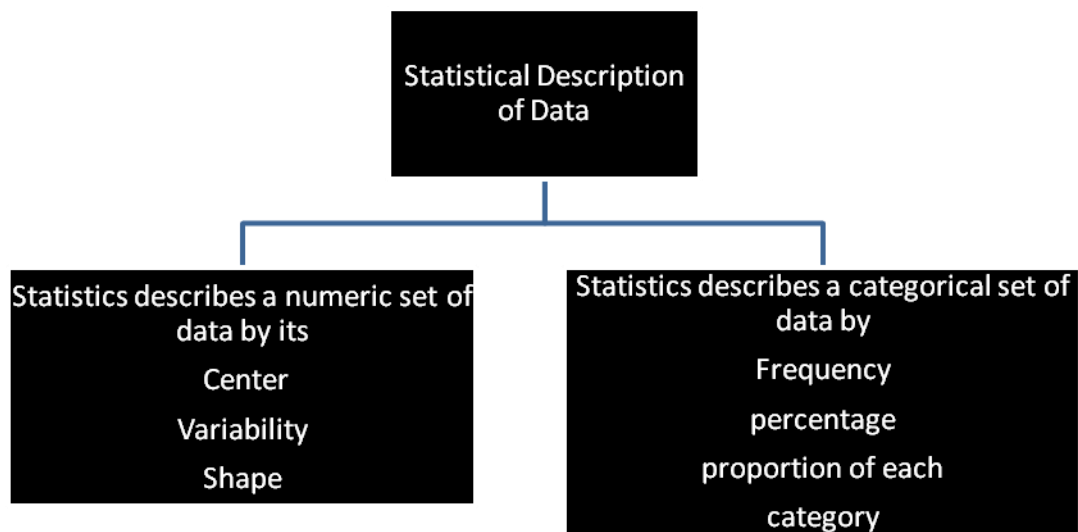 Statistical Description
of Data
Statistics describes a numeric set of
data by its
Center
Variability
Shape
Statistics describes a categorical set of
data by
Frequency
percentage
proportion of each
category